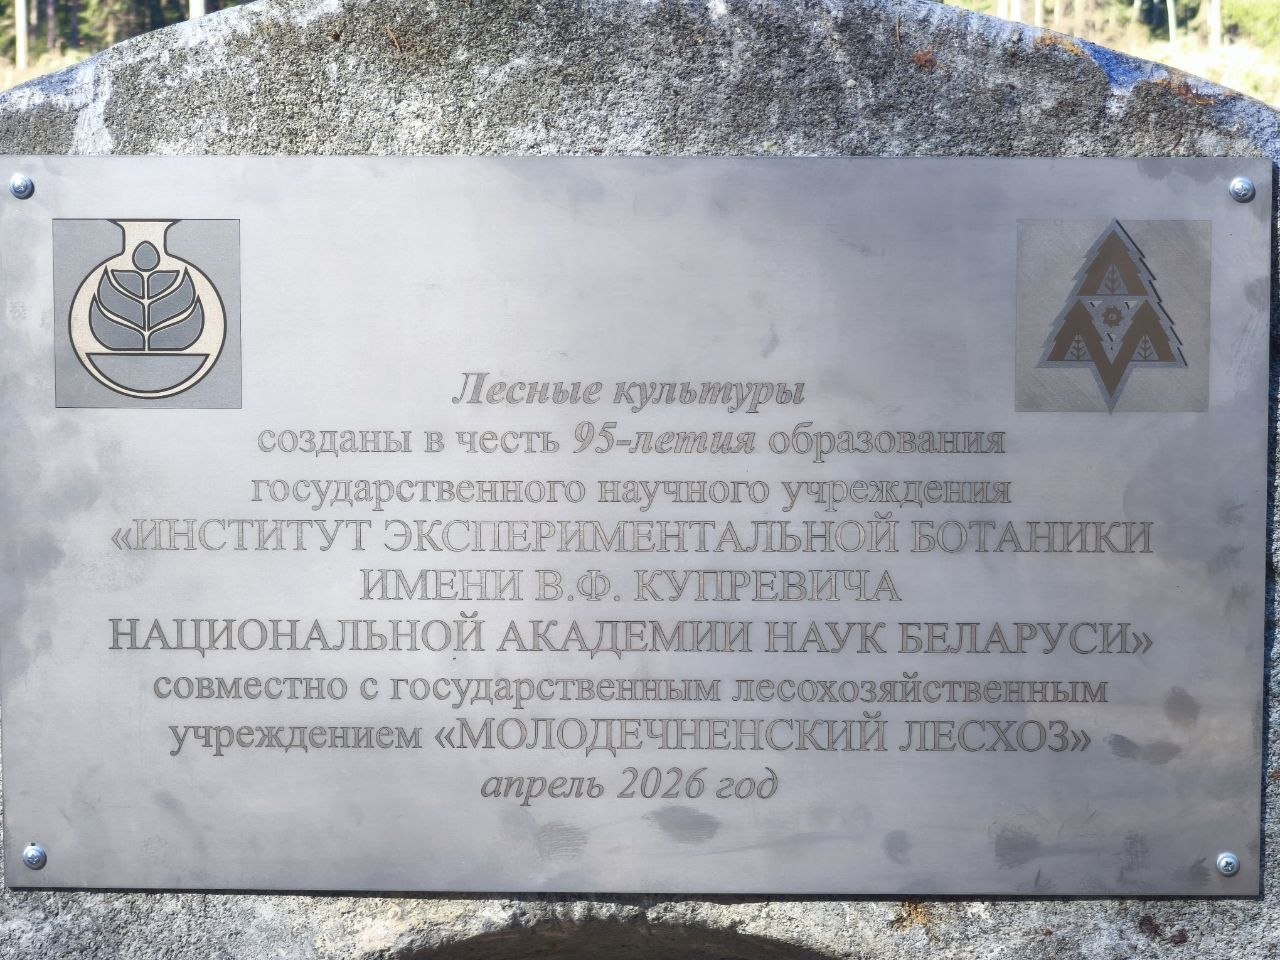 Лесные культуры
созданы в честь 95-летия образования
государственного научного учреждения
«ИНСТИТУТ ЭКСПЕРИМЕНТАЛЬНОЙ БОТАНИКИ
ИМЕНИ В.Ф. КУПРЕВИЧА
НАЦИОНАЛЬНОЙ АКАДЕМИИ НАУК БЕЛАРУСИ»
совместно с государственным лесохозяйственным
учреждением «МОЛОДЕЧНЕНСКИЙ ЛЕСХОЗ»
апрель 2026 год